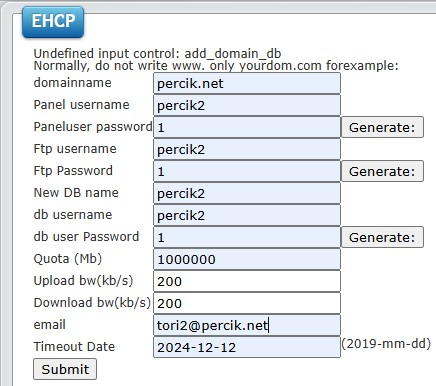 EHCP
Undefined input control: add_domain_db
Normally, do not write www. only yourdom.com forexample:
domainname percik.net
Panel username percik2
Paneluser password 1 Generate:
Ftp username percik2
Ftp Password 1 Generate:
New DB name percik2
db username percik2
db user Password 1 Generate:
Quota (Mb) 1000000
Upload bw(kb/s) 200
Download bw(kb/s) 200
email tori2@percik.net
Timeout Date 2024-12-12 (2019-mm-dd)
Submit